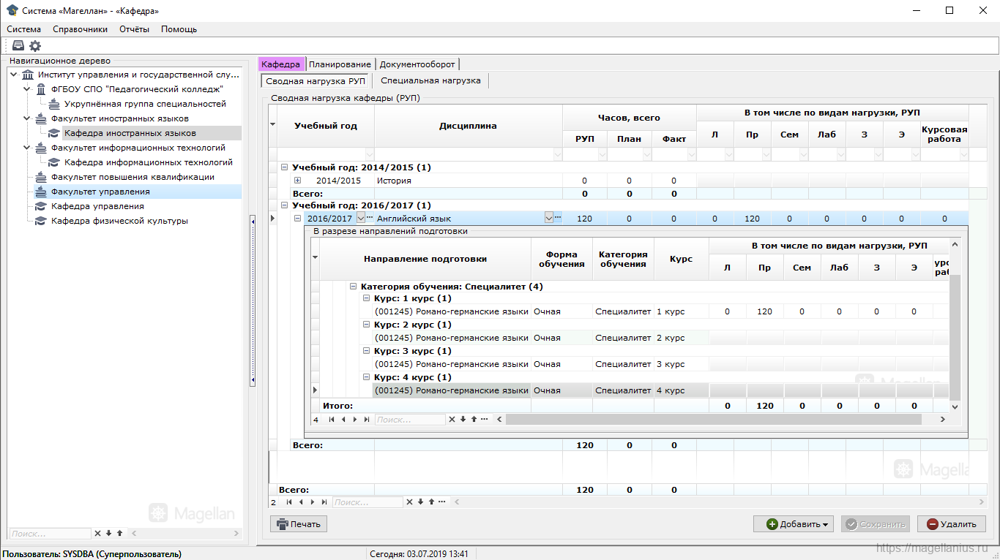 Система «Магеллан» - «Кафедра»
Система Справочники Отчёты Помощь
Навигационное дерево
Институт управления и государственной слу...
ФГБОУ СПО "Педагогический колледж"
Укрупнённая группа специальностей
Факультет иностранных языков
Кафедра иностранных языков
Факультет информационных технологий
Кафедра информационных технологий
Факультет повышения квалификации
Факультет управления
Кафедра управления
Кафедра физической культуры
Magellan
Поиск...
Кафедра Планирование Документооборот
Сводная нагрузка РУП Специальная нагрузка
Сводная нагрузка кафедры (РУП)
Учебный год Дисциплина Часов, всего В том числе по видам нагрузки, РУП
РУП План Факт Л Пр Сем Лаб З Э Курсовая работа
Учебный год: 2014/2015 (1)
2014/2015 История 0 0 0
Всего: 0 0 0
Учебный год: 2016/2017 (1)
2016/2017 Английский язык 120 0 0 0 120 0 0 0 0 0
В разрезе направлений подготовки
Направление подготовки Форма обучения Категория обучения Курс В том числе по видам нагрузки, РУП
Л Пр Сем Лаб З Э
Категория обучения: Специалитет (4)
Курс: 1 курс (1)
(001245) Романо-германские языки Очная Специалитет 1 курс 0 120 0 0 0 0
Курс: 2 курс (1)
(001245) Романо-германские языки Очная Специалитет 2 курс
Курс: 3 курс (1)
(001245) Романо-германские языки Очная Специалитет 3 курс
Курс: 4 курс (1)
(001245) Романо-германские языки Очная Специалитет 4 курс
Итого: 0 120 0 0 0 0
4 Поиск...
Всего: 120 0 0
Magella
Всего: 120 0 0
2 Поиск...
Печать Добавить Сохранить Удалить
https://magellanius.ru
Пользователь: SYSDBA (Суперпользователь) Сегодня: 03.07.2019 13:41